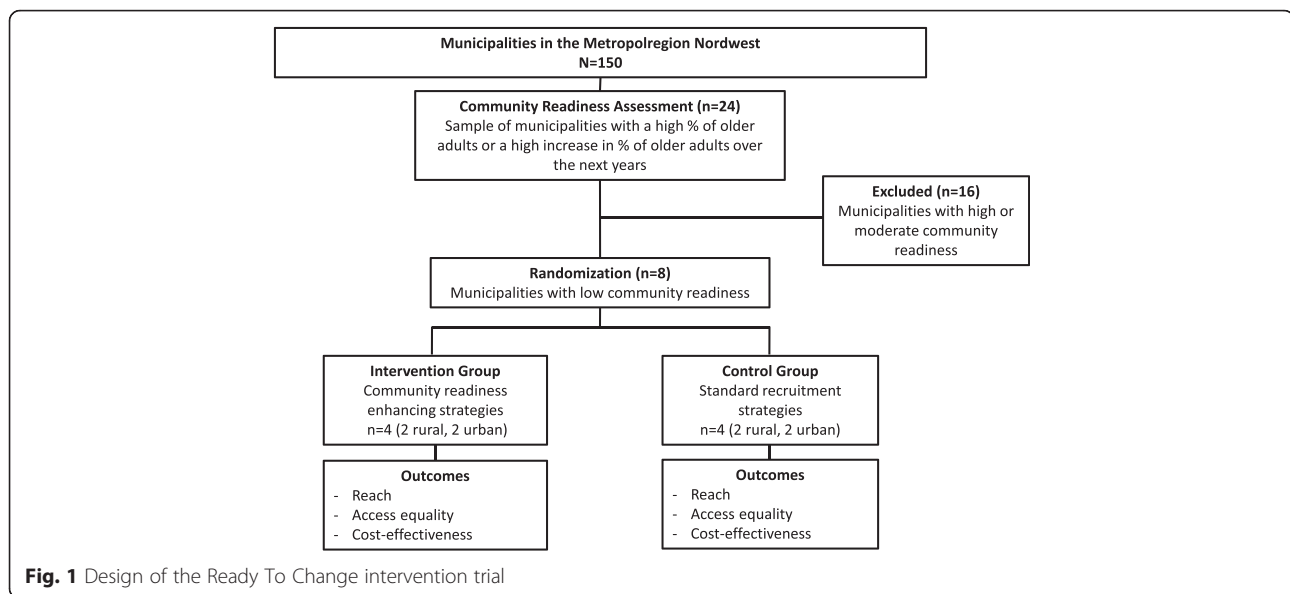 Municipalities in the Metropolregion Nordwest
N=150
Community Readiness Assessment (n=24)
Sample of municipalities with a high % of older
adults or a high increase in % of older adults over
the next years
Excluded (n=16)
Municipalities with high or
moderate community
readiness
Randomization (n=8)
Municipalities with low community readiness
Intervention Group
Community readiness
enhancing strategies
n=4 (2 rural, 2 urban)
Control Group
Standard recruitment
strategies
n=4 (2 rural, 2 urban)
Outcomes
- Reach
- Access equality
- Cost-effectiveness
Outcomes
- Reach
- Access equality
- Cost-effectiveness
Fig. 1 Design of the Ready To Change intervention trial